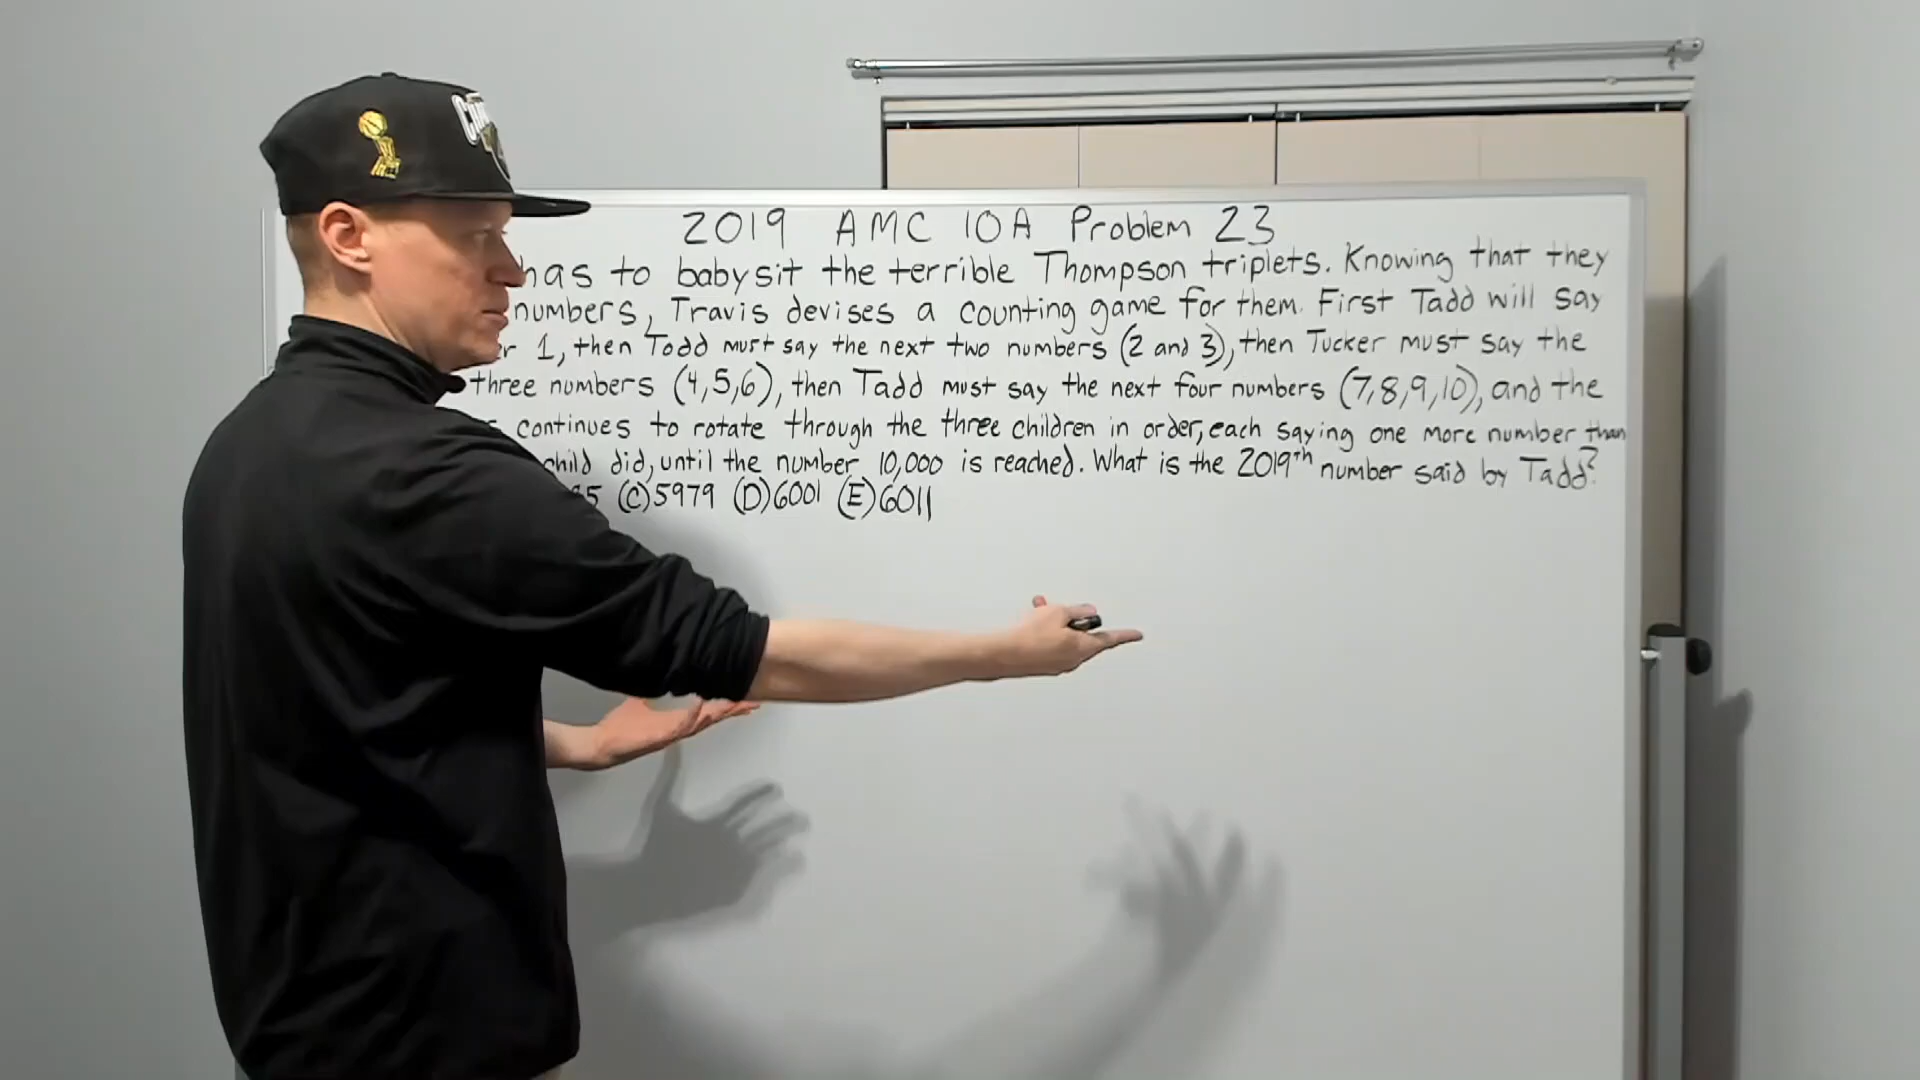 2019 AMC 10A Problem 23
has to babysit the terrible Thompson triplets. Knowing that they
numbers, Travis devises a counting game for them. First Tadd will say
er 1, then Todd must say the next two numbers (2 and 3), then Tucker must say the
three numbers (4,5,6), then Tadd must say the next four numbers (7,8,9,10), and the
continues to rotate through the three children in order, each saying one more number than
child did, until the number 10,000 is reached. What is the 2019th number said by Tadd?
95 (C)5979 (D)6001 (E)6011